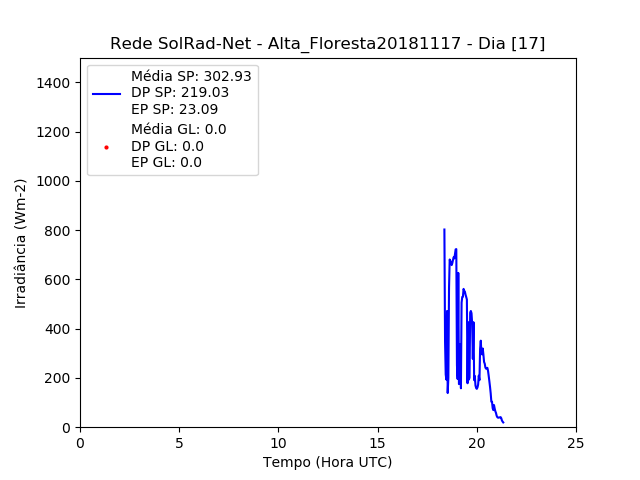 Rede SolRad-Net - Alta_Floresta20181117 - Dia [17]
Média SP: 302.93
DP SP: 219.03
EP SP: 23.09
Média GL: 0.0
DP GL: 0.0
EP GL: 0.0
1400
1200
1000
800
600
400
200
0
Irradiância (Wm-2)
0 5 10 15 20 25
Tempo (Hora UTC)